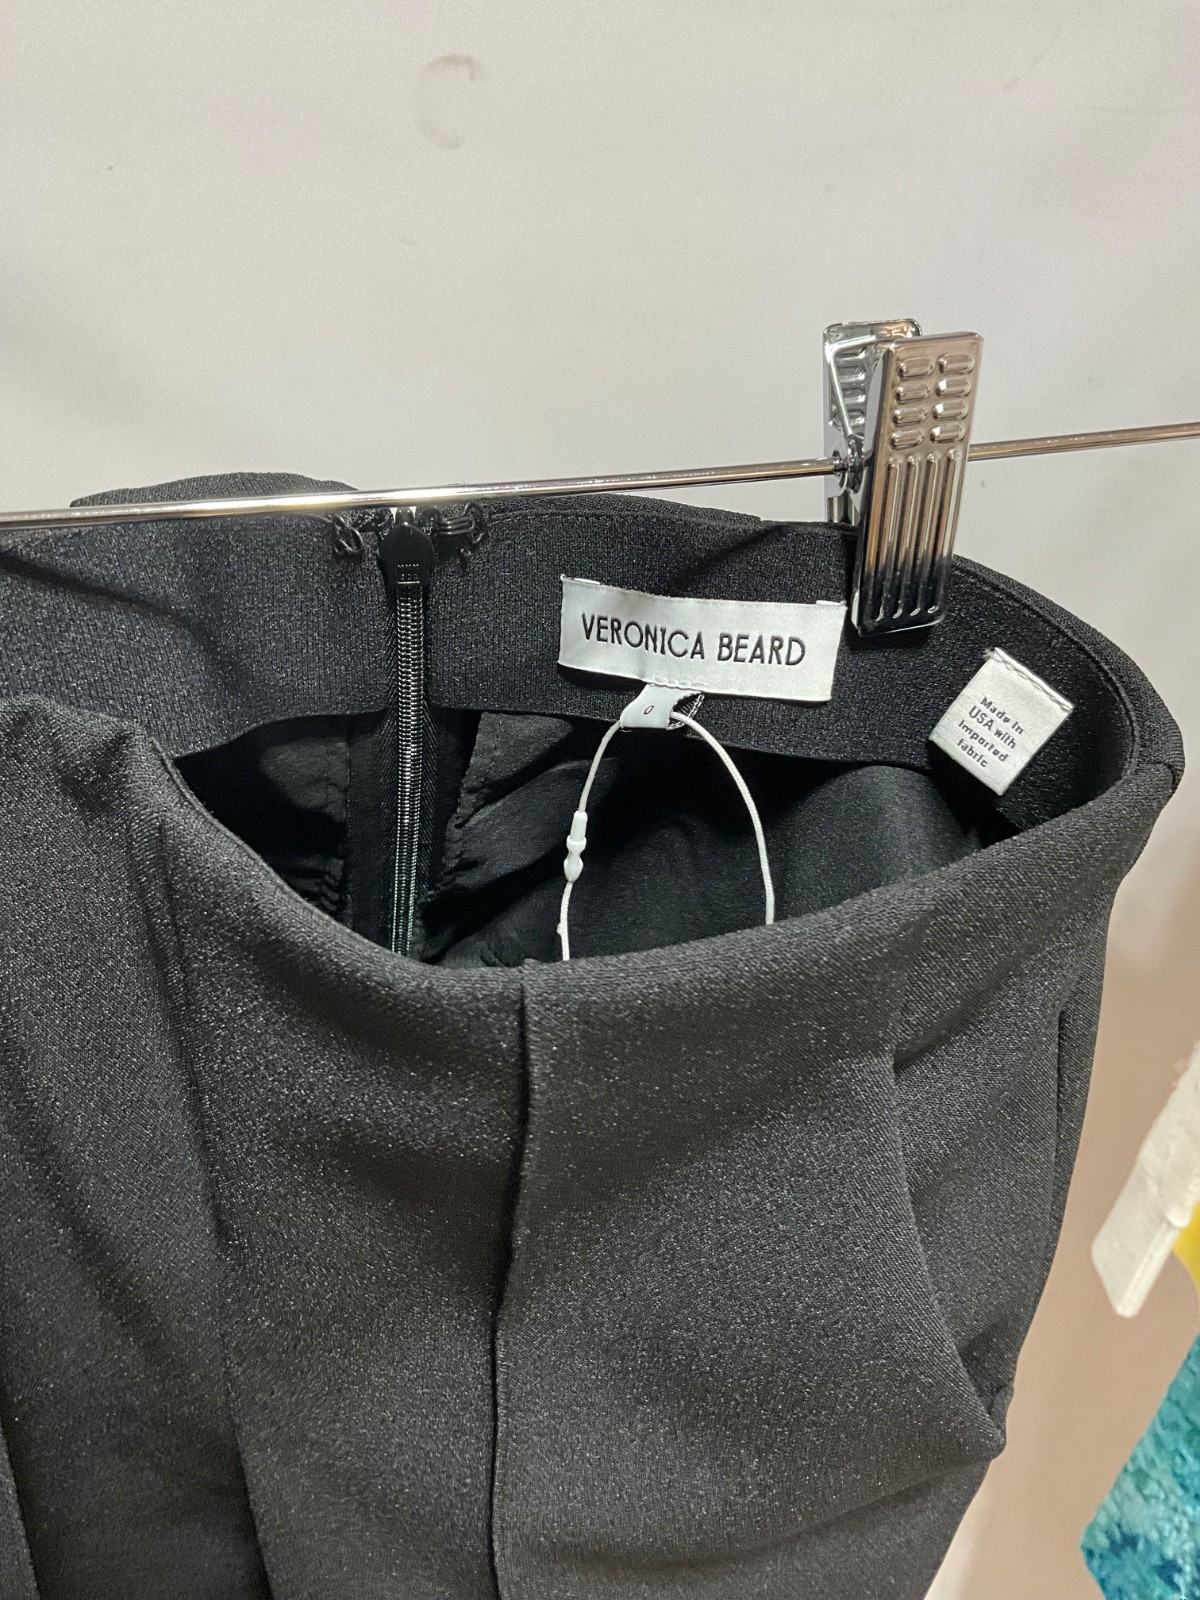 VERONICA BEARD
0
Made in
USA with
imported
fabric